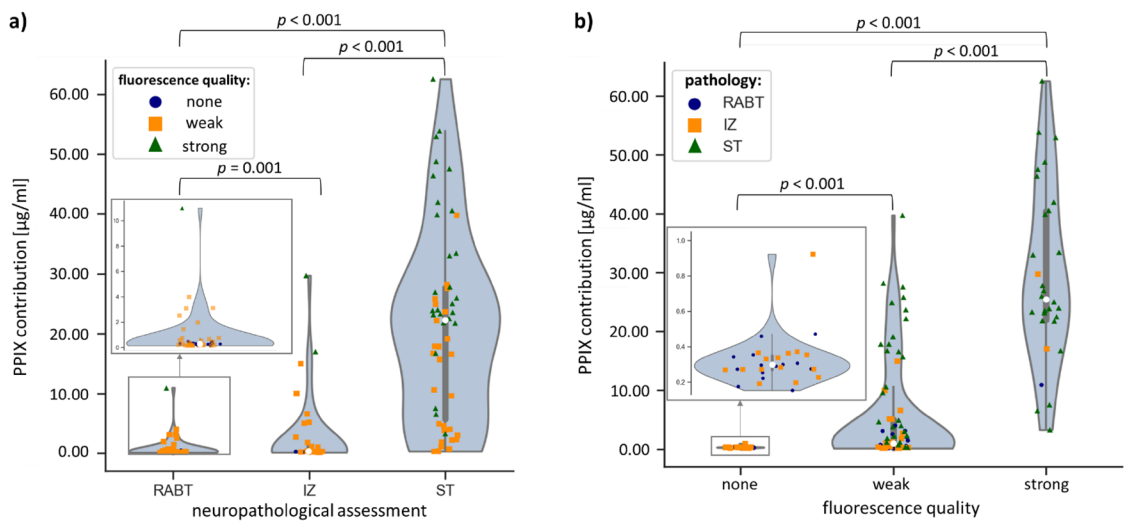 a)
p < 0.001
p < 0.001
fluorescence quality:
none
weak
strong
p = 0.001
PPIX contribution [µg/ml]
60.00
50.00
40.00
30.00
20.00
10.00
0.00
10
8
6
4
2
0
RABT
IZ
ST
neuropathological assessment
b)
p < 0.001
p < 0.001
pathology:
RABT
IZ
ST
p < 0.001
PPIX contribution [µg/ml]
60.00
50.00
40.00
30.00
20.00
10.00
0.00
1.0
0.8
0.6
0.4
0.2
none
weak
strong
fluorescence quality